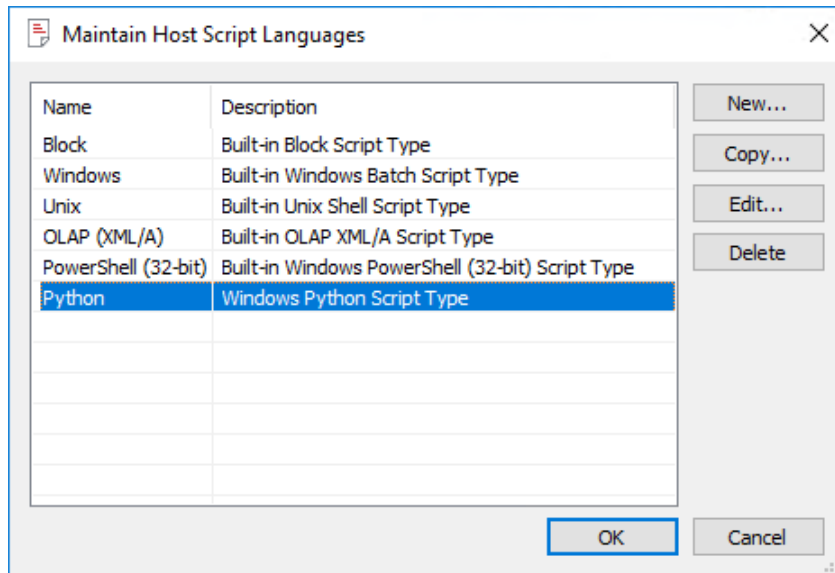 Maintain Host Script Languages
Name Description
Block Built-in Block Script Type
Windows Built-in Windows Batch Script Type
Unix Built-in Unix Shell Script Type
OLAP (XML/A) Built-in OLAP XML/A Script Type
PowerShell (32-bit) Built-in Windows PowerShell (32-bit) Script Type
Python Windows Python Script Type
New...
Copy...
Edit...
Delete
OK Cancel